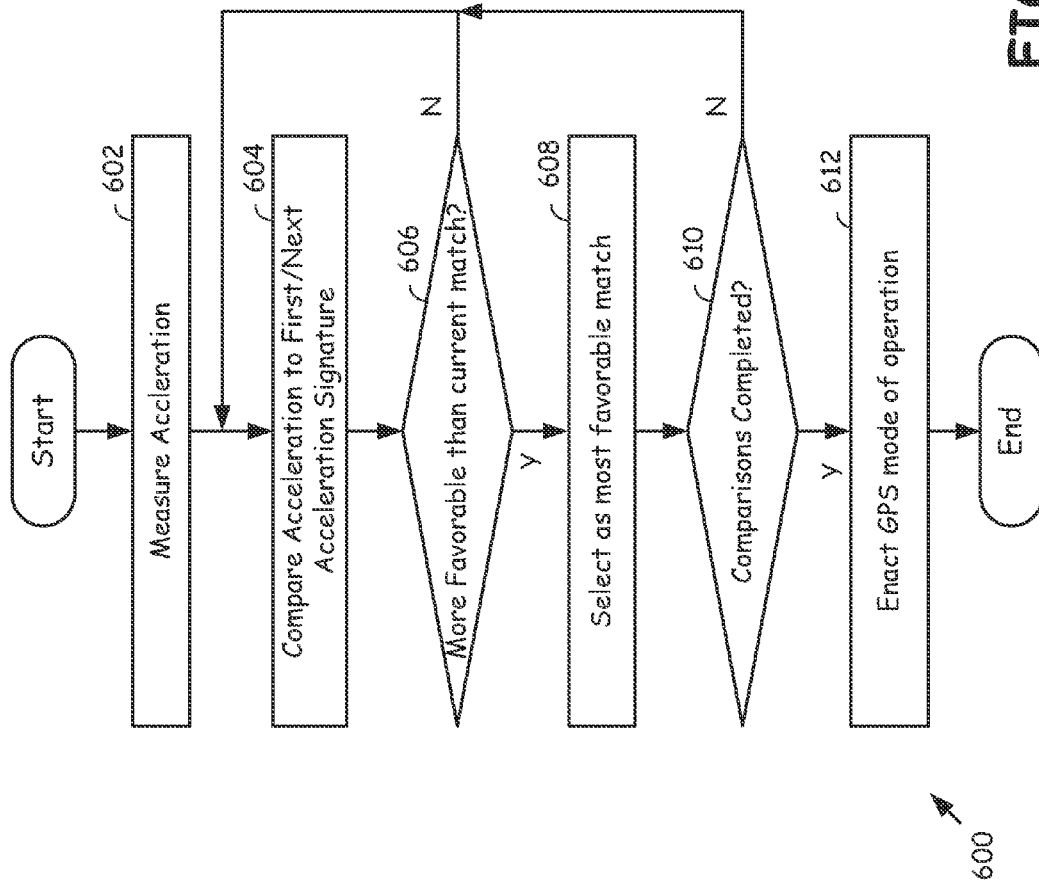 Start
Measure Accleration
602
Compare Acceleration to First/Next
Acceleration Signature
604
More Favorable than current match?
606
N
Y
Select as most favorable match
608
Comparisons Completed?
610
N
Y
Enact GPS mode of operation
612
End
600